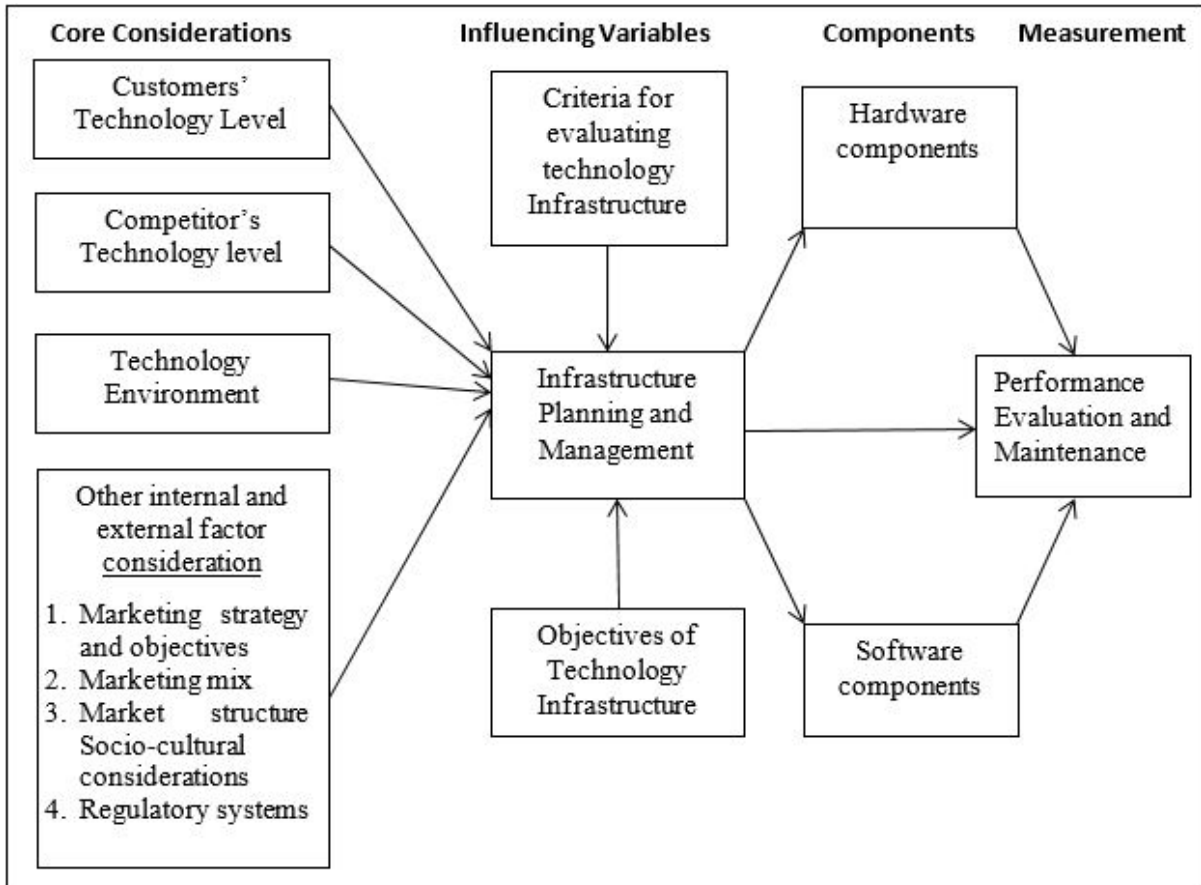 Core Considerations
Influencing Variables
Components
Measurement
Customers’
Technology Level
Competitor’s
Technology level
Technology
Environment
Other internal and
external factor
consideration
1. Marketing strategy
and objectives
2. Marketing mix
3. Market structure
Socio-cultural
considerations
4. Regulatory systems
Criteria for
evaluating
technology
Infrastructure
Infrastructure
Planning and
Management
Objectives of
Technology
Infrastructure
Hardware
components
Software
components
Performance
Evaluation and
Maintenance